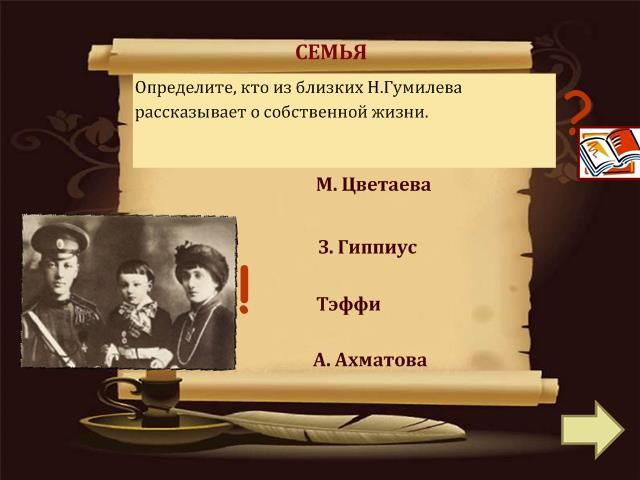 СЕМЬЯ
Определите, кто из близких Н.Гумилева
рассказывает о собственной жизни.
?
М. Цветаева
З. Гиппиус
!
Тэффи
А. Ахматова